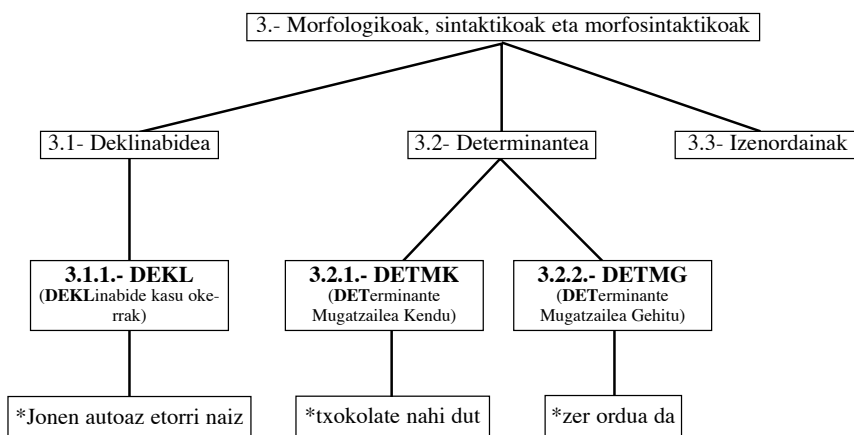 3.- Morfologikoak, sintaktikoak eta morfosintaktikoak
3.1- Deklinabidea
3.2- Determinantea
3.3- Izenordainak
3.1.1.- DEKL
(DEKLinabide kasu oke-
rrak)
3.2.1.- DETMK
(DETerminante
Mugatzailea Kendu)
3.2.2.- DETMG
(DETerminante
Mugatzailea Gehitu)
*Jonen autoaz etorri naiz
*txokolate nahi dut
*zer ordua da